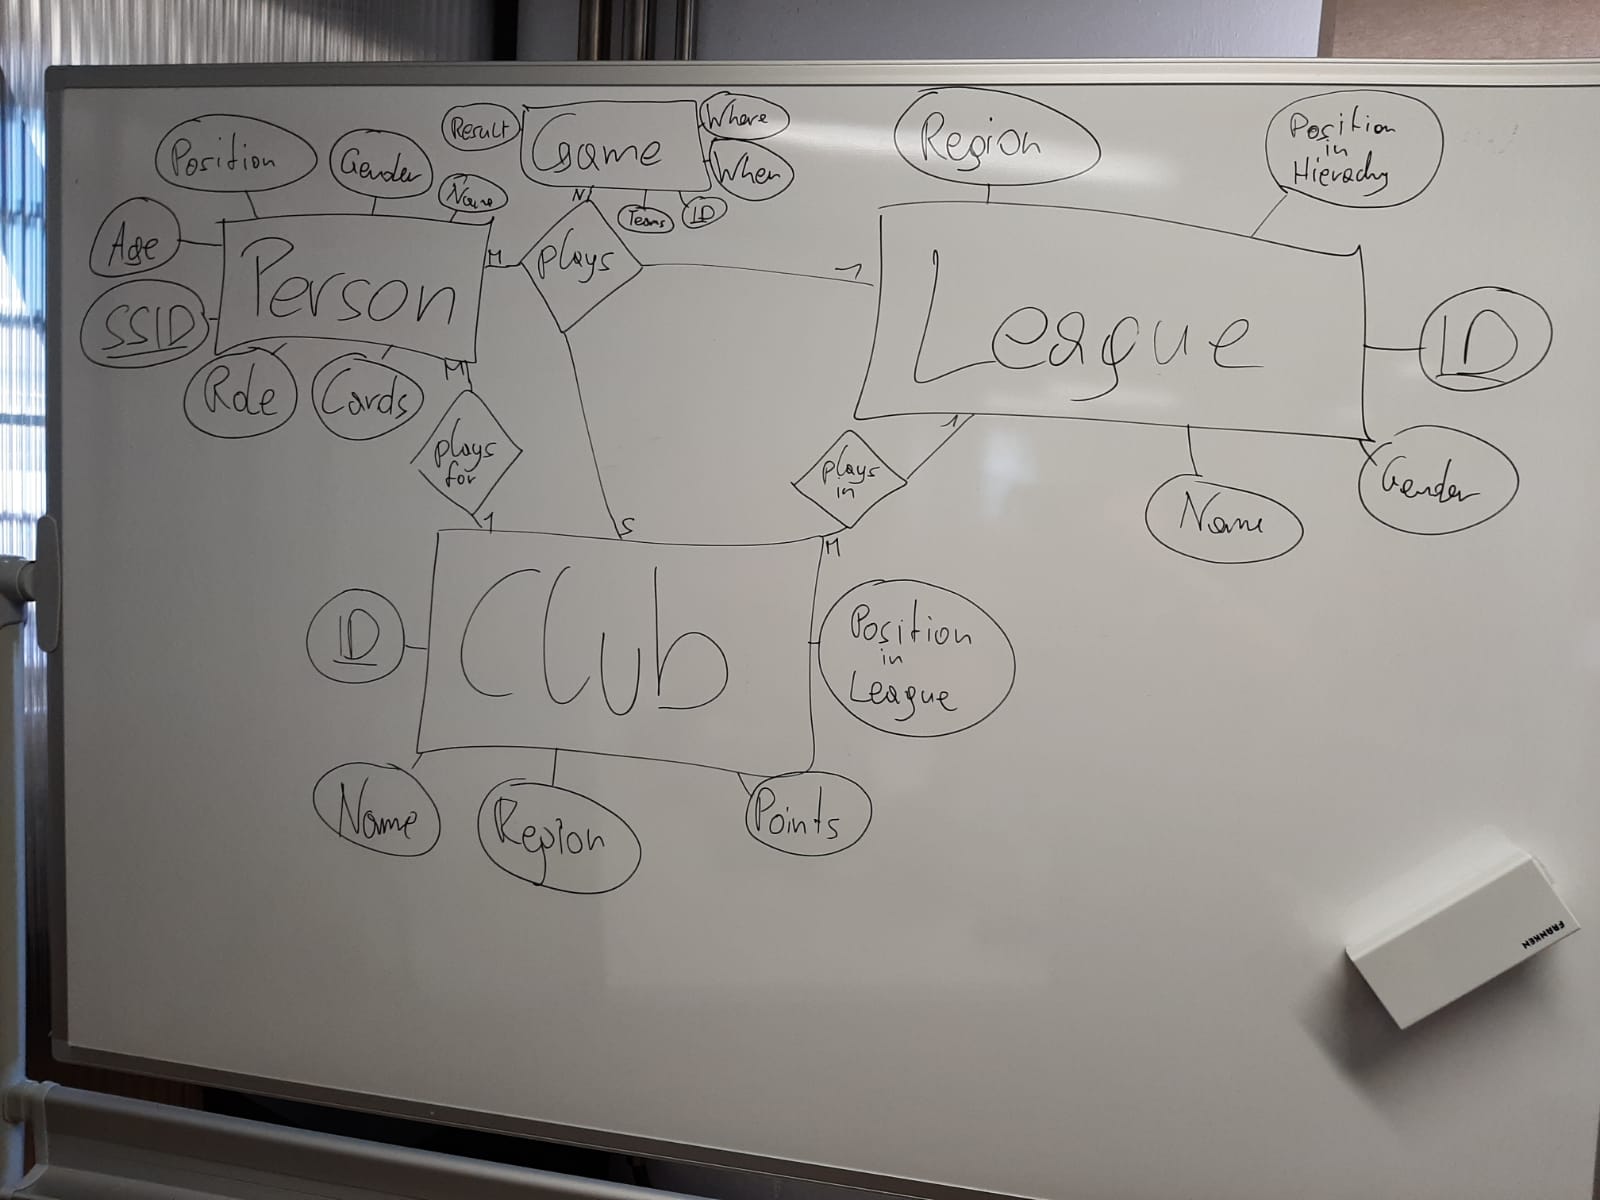 Result
Game
Where
When
Teams
ID
N
Position
Gender
Name
Age
SSID
Person
Role
Cards
M
plays
1
Region
Position
in
Hierachy
League
ID
Gender
Name
M
plays
for
1
S
plays
in
1
M
Club
ID
Position
in
League
Name
Region
Points
FRANKEN